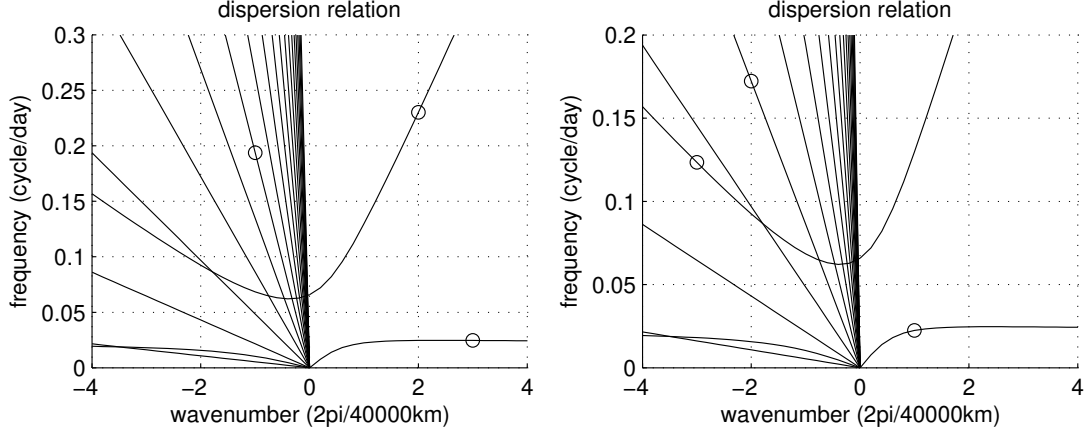 dispersion relation
0.3
0.25
0.2
0.15
0.1
0.05
0
frequency (cycle/day)
−4 −2 0 2 4
wavenumber (2pi/40000km)
dispersion relation
0.2
0.15
0.1
0.05
0
frequency (cycle/day)
−4 −2 0 2 4
wavenumber (2pi/40000km)